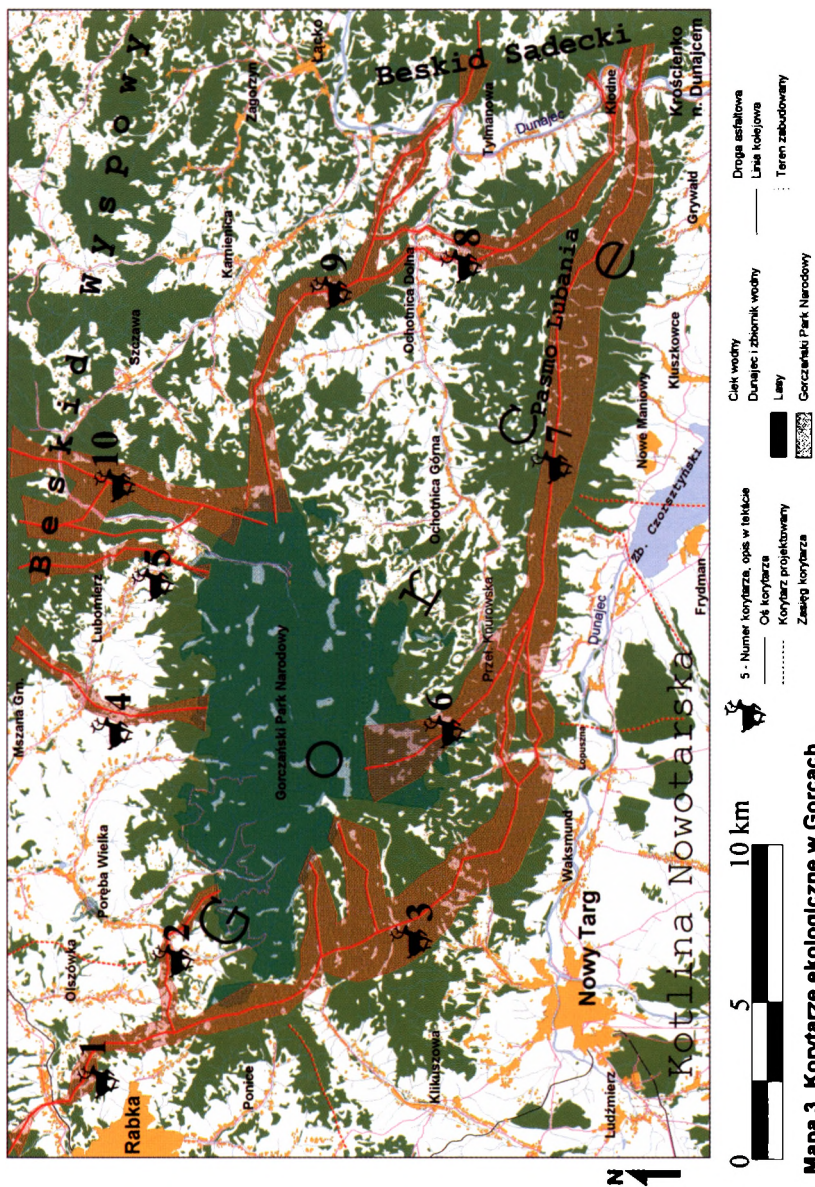 Mszana Grn.
Beskid Wyspowy
Rabka
1
Olszówka
2
Poręba Wielka
4
Lubomierz
5
10
Szczawa
Kamienica
Zagorzyn
Łącko
Ponice
G o r c e
Gorczański Park Narodowy
9
Beskid Sądecki
Klikuszowa
3
6
Ochotnica Górna
Ochotnica Dolna
8
Tylmanowa
Przeł. Knurowska
Pasmo Lubania
7
Dunajec
Kłodne
Krościenko
n. Dunajcem
Nowy Targ
Waksmund
Łopuszna
Dunajec
Nowe Maniowy
Kluszkowce
Grywałd
Ludźmierz
Kotlina Nowotarska
Frydman
Zb. Czorsztyński
N
0 5 10 km
5 - Numer korytarza, opis w tekście
Oś korytarza
Korytarz projektowany
Zasięg korytarza
Ciek wodny
Dunajec i zbiornik wodny
Lasy
Gorczański Park Narodowy
Droga asfaltowa
Linia kolejowa
Teren zabudowany
Mapa 3. Korytarze ekologiczne w Gorcach